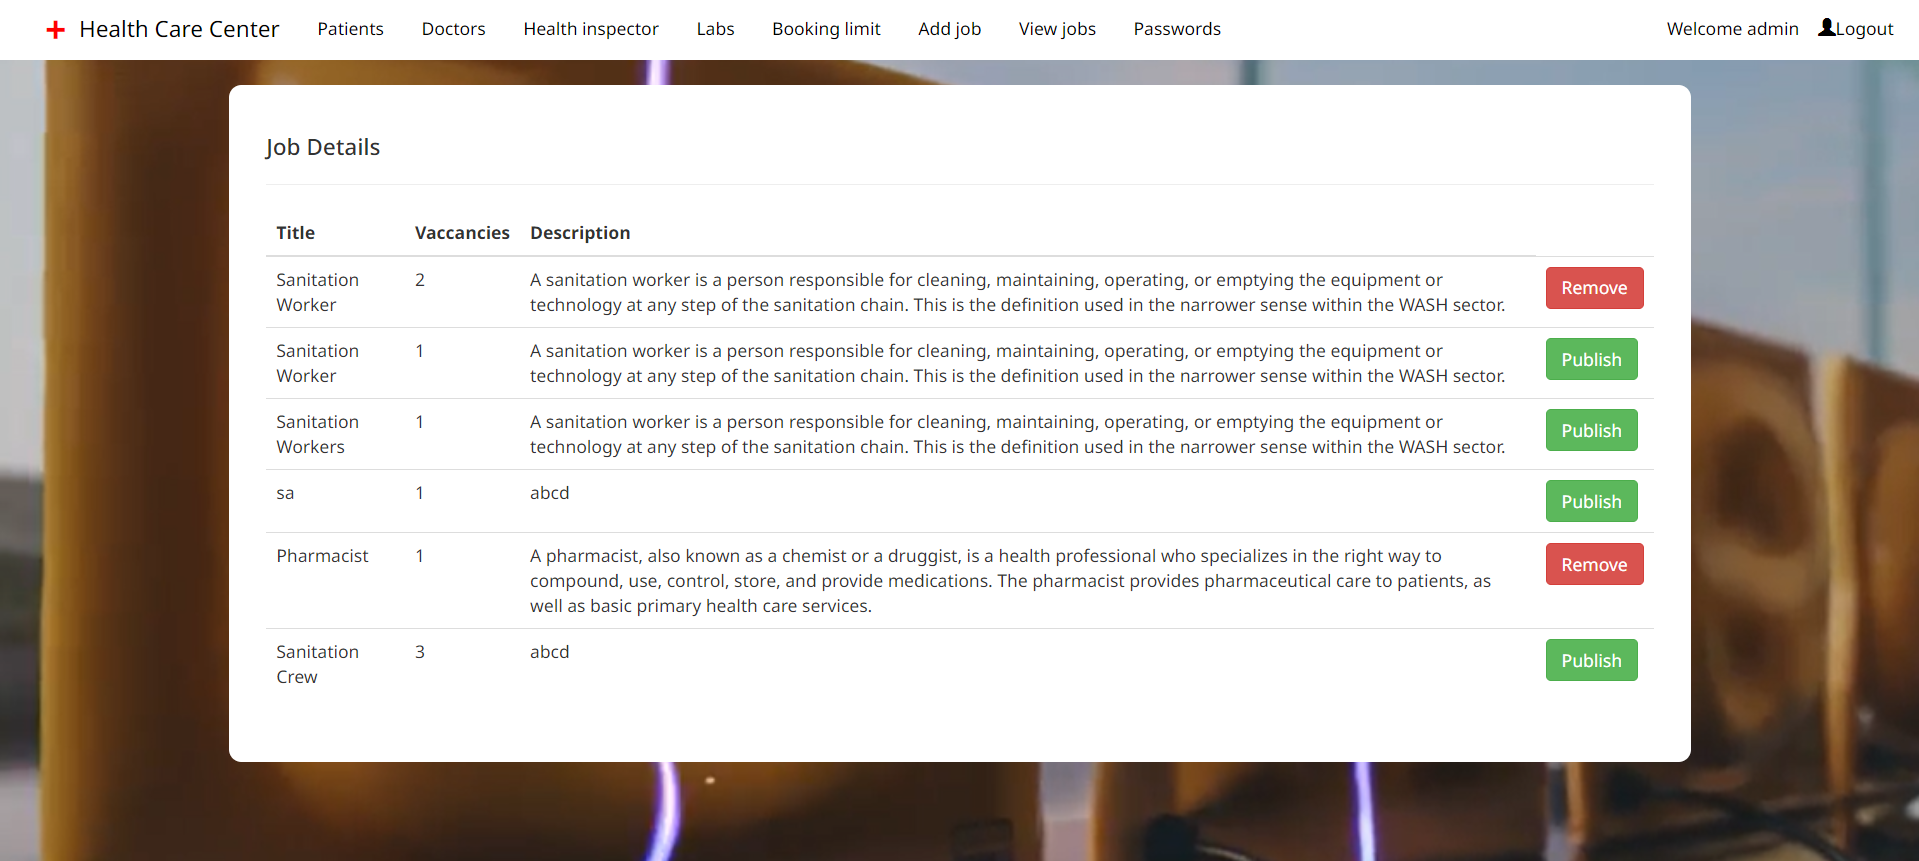 Health Care Center Patients Doctors Health inspector Labs Booking limit Add job View jobs Passwords Welcome admin Logout
Job Details
Title Vaccancies Description
Sanitation 2 A sanitation worker is a person responsible for cleaning, maintaining, operating, or emptying the equipment or Remove
Worker technology at any step of the sanitation chain. This is the definition used in the narrower sense within the WASH sector.
Sanitation 1 A sanitation worker is a person responsible for cleaning, maintaining, operating, or emptying the equipment or Publish
Worker technology at any step of the sanitation chain. This is the definition used in the narrower sense within the WASH sector.
Sanitation 1 A sanitation worker is a person responsible for cleaning, maintaining, operating, or emptying the equipment or Publish
Workers technology at any step of the sanitation chain. This is the definition used in the narrower sense within the WASH sector.
sa 1 abcd Publish
Pharmacist 1 A pharmacist, also known as a chemist or a druggist, is a health professional who specializes in the right way to Remove
compound, use, control, store, and provide medications. The pharmacist provides pharmaceutical care to patients, as
well as basic primary health care services.
Sanitation 3 abcd Publish
Crew